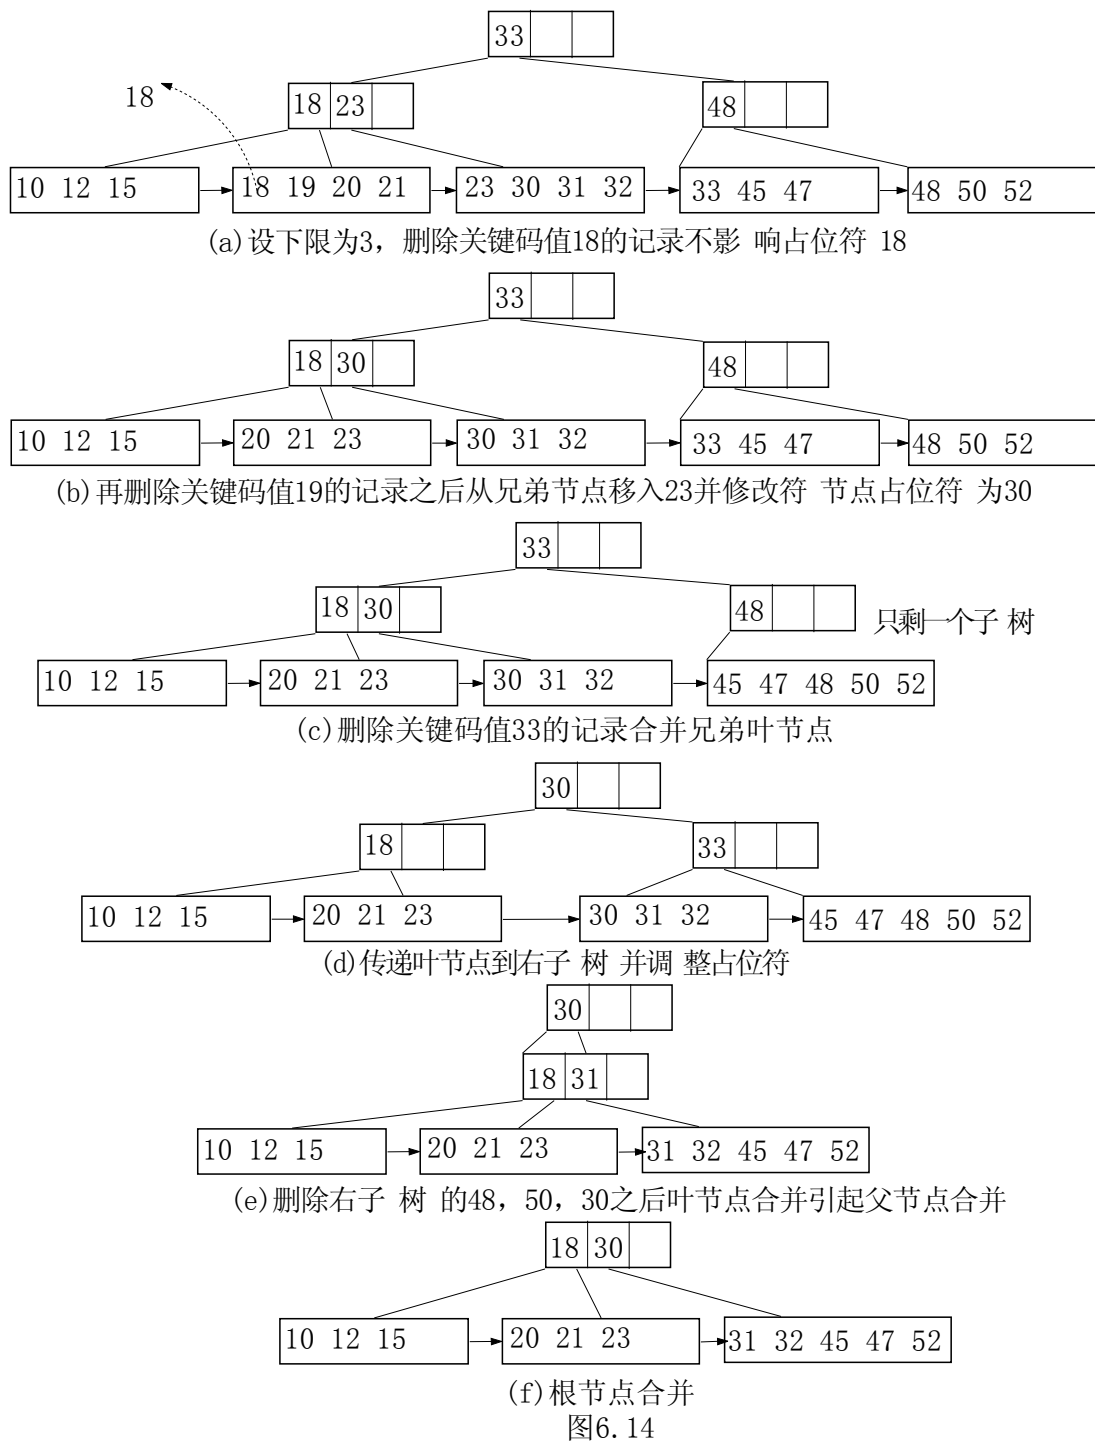 33
18 23
48
18
10 12 15
18 19 20 21
23 30 31 32
33 45 47
48 50 52
(a)设下限为3，删除关键码值18的记录不影 响占位符 18
33
18 30
48
10 12 15
20 21 23
30 31 32
33 45 47
48 50 52
(b)再删除关键码值19的记录之后从兄弟节点移入23并修改符 节点占位符 为30
33
18 30
48
只剩一个子 树
10 12 15
20 21 23
30 31 32
45 47 48 50 52
(c)删除关键码值33的记录合并兄弟叶节点
30
18
33
10 12 15
20 21 23
30 31 32
45 47 48 50 52
(d)传递叶节点到右子 树 并调 整占位符
30
18 31
10 12 15
20 21 23
31 32 45 47 52
(e)删除右子 树 的48，50，30之后叶节点合并引起父节点合并
18 30
10 12 15
20 21 23
31 32 45 47 52
(f)根节点合并
图6.14